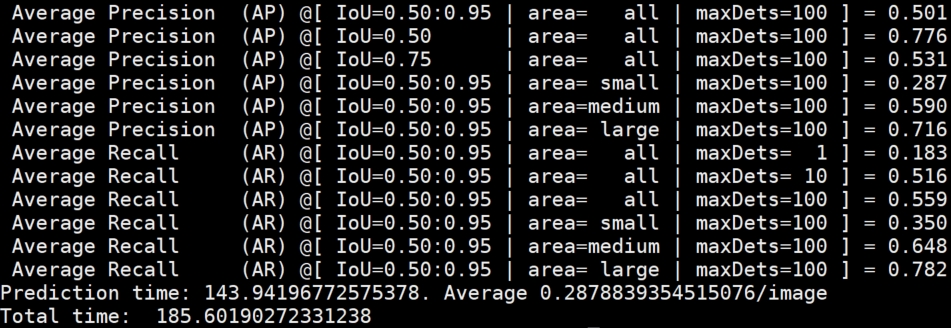 Average Precision  (AP) @[ IoU=0.50:0.95 | area=   all | maxDets=100 ] = 0.501
Average Precision  (AP) @[ IoU=0.50      | area=   all | maxDets=100 ] = 0.776
Average Precision  (AP) @[ IoU=0.75      | area=   all | maxDets=100 ] = 0.531
Average Precision  (AP) @[ IoU=0.50:0.95 | area= small | maxDets=100 ] = 0.287
Average Precision  (AP) @[ IoU=0.50:0.95 | area=medium | maxDets=100 ] = 0.590
Average Precision  (AP) @[ IoU=0.50:0.95 | area= large | maxDets=100 ] = 0.716
Average Recall     (AR) @[ IoU=0.50:0.95 | area=   all | maxDets=  1 ] = 0.183
Average Recall     (AR) @[ IoU=0.50:0.95 | area=   all | maxDets= 10 ] = 0.516
Average Recall     (AR) @[ IoU=0.50:0.95 | area=   all | maxDets=100 ] = 0.559
Average Recall     (AR) @[ IoU=0.50:0.95 | area= small | maxDets=100 ] = 0.350
Average Recall     (AR) @[ IoU=0.50:0.95 | area=medium | maxDets=100 ] = 0.648
Average Recall     (AR) @[ IoU=0.50:0.95 | area= large | maxDets=100 ] = 0.782
Prediction time: 143.94196772575378. Average 0.2878839354515076/image
Total time:  185.60190272331238